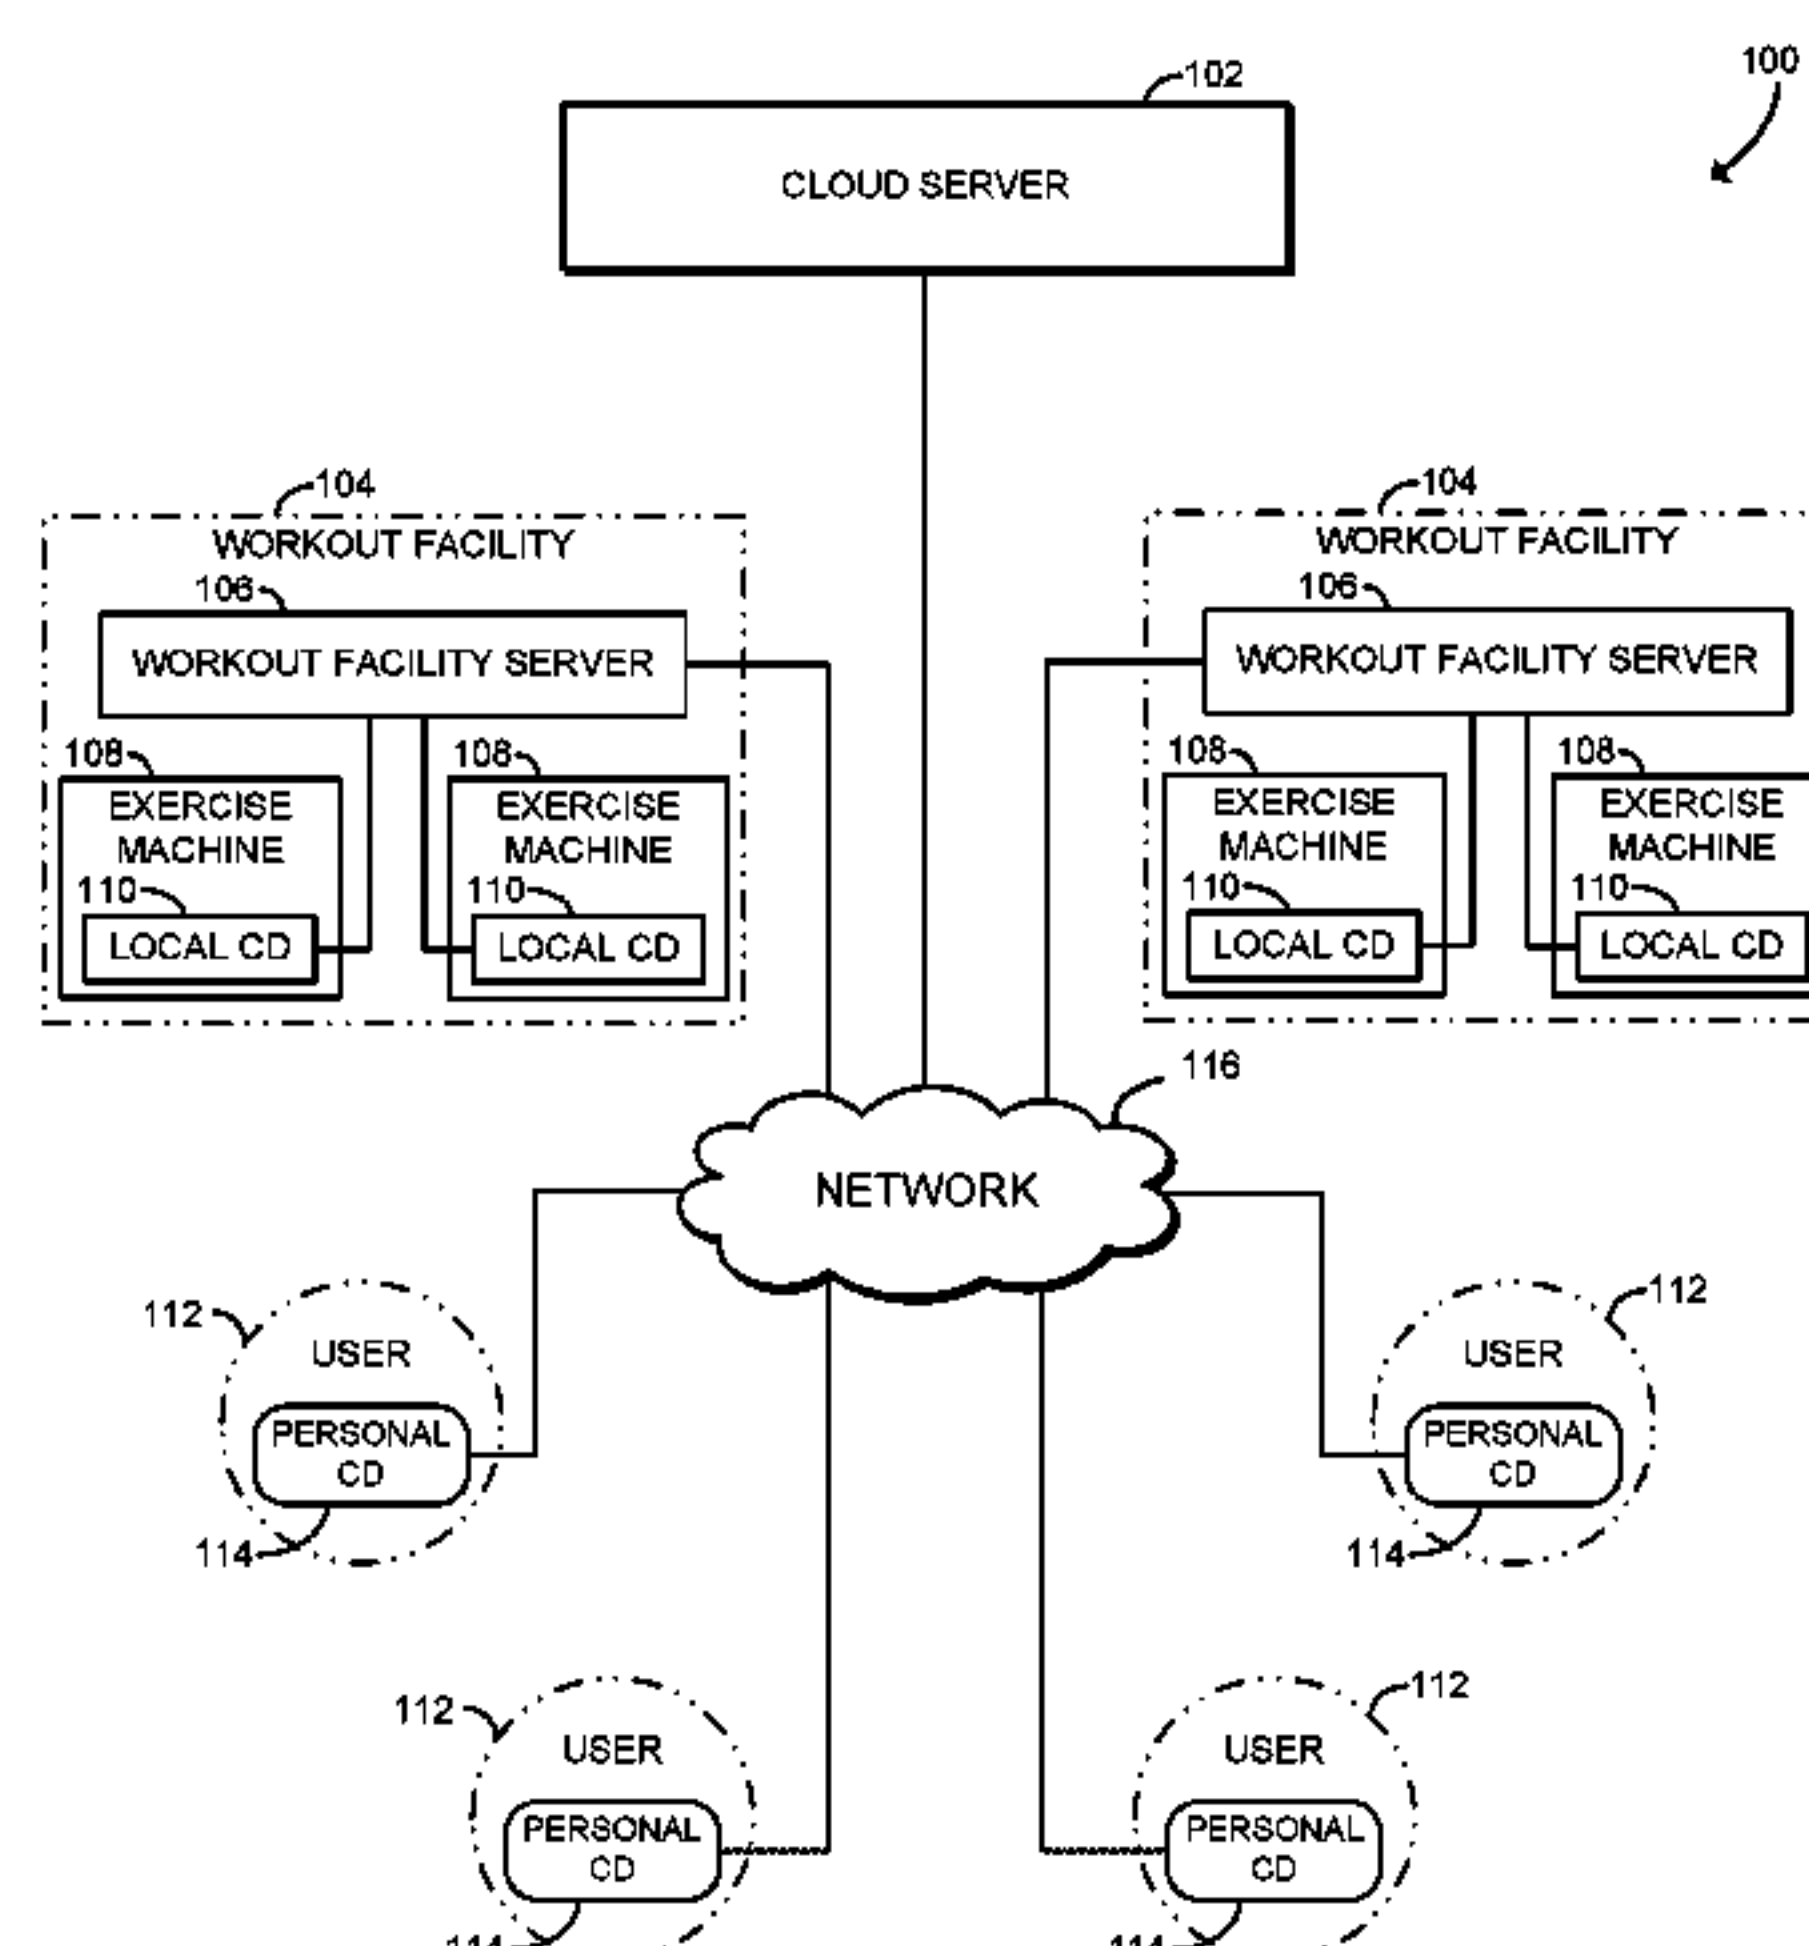 100
102
CLOUD SERVER
104
WORKOUT FACILITY
106
WORKOUT FACILITY SERVER
108
EXERCISE
MACHINE
110
LOCAL CD
108
EXERCISE
MACHINE
110
LOCAL CD
104
WORKOUT FACILITY
106
WORKOUT FACILITY SERVER
108
EXERCISE
MACHINE
110
LOCAL CD
108
EXERCISE
MACHINE
110
LOCAL CD
116
NETWORK
112
USER
PERSONAL
CD
114
112
USER
PERSONAL
CD
114
112
USER
PERSONAL
CD
114
112
USER
PERSONAL
CD
114